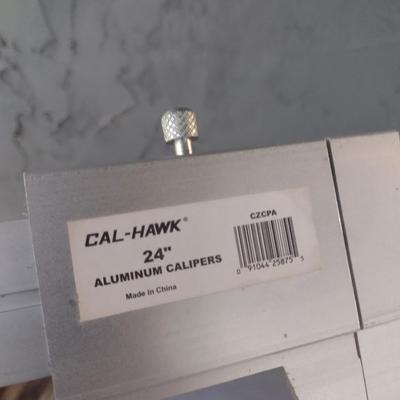 CAL-HAWK®
CZCPA
24"
ALUMINUM CALIPERS
Made in China
0 91044 25875 5